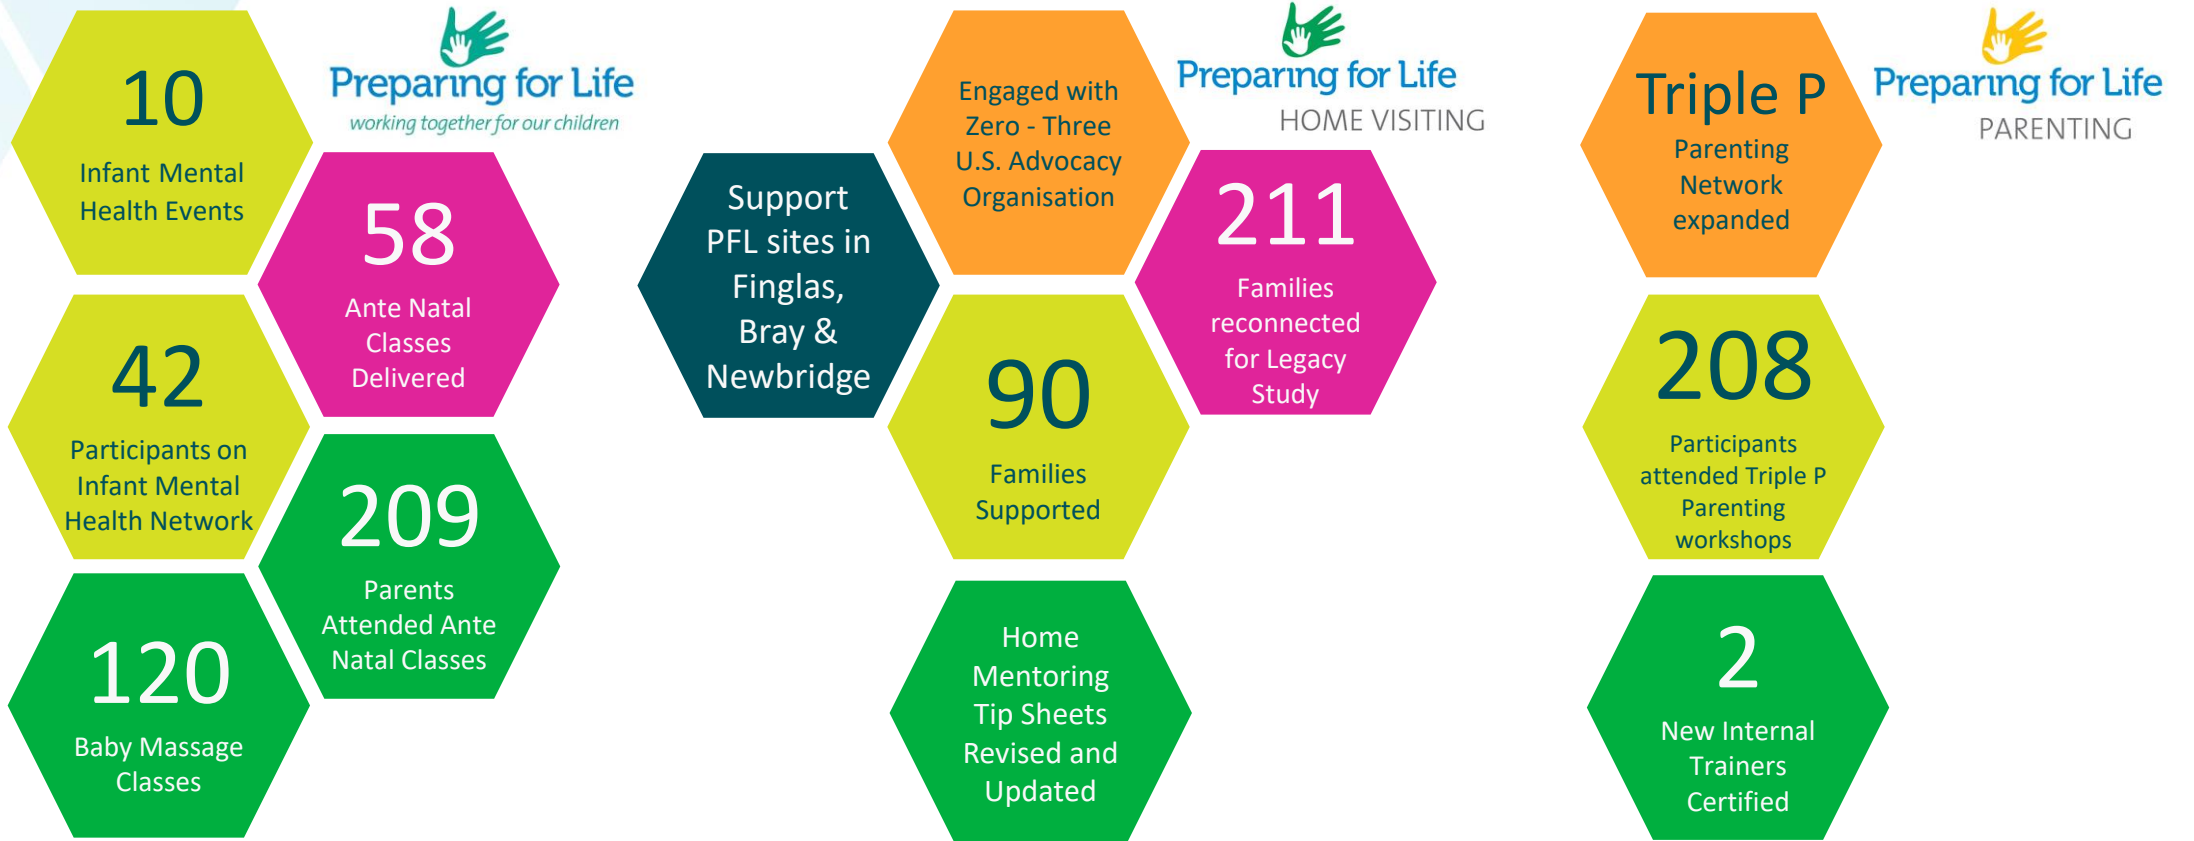 Preparing for Life
working together for our children
10
Infant Mental
Health Events
58
Ante Natal
Classes
Delivered
42
Participants on
Infant Mental
Health Network
209
Parents
Attended Ante
Natal Classes
120
Baby Massage
Classes
Preparing for Life
HOME VISITING
Support
PFL sites in
Finglas,
Bray &
Newbridge
Engaged with
Zero - Three
U.S. Advocacy
Organisation
211
Families
reconnected
for Legacy
Study
90
Families
Supported
Home
Mentoring
Tip Sheets
Revised and
Updated
Preparing for Life
PARENTING
Triple P
Parenting
Network
expanded
208
Participants
attended Triple P
Parenting
workshops
2
New Internal
Trainers
Certified